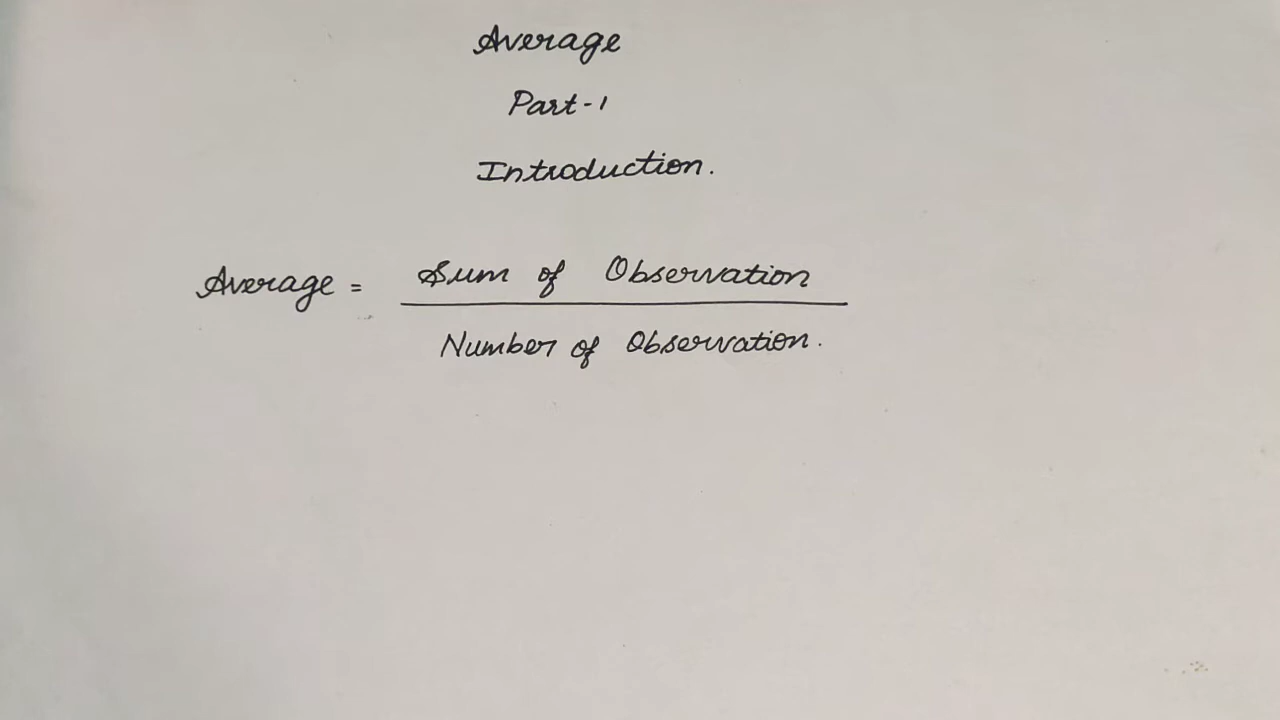 Average
Part-1
Introduction.
Average = Sum of Observation
Number of Observation.